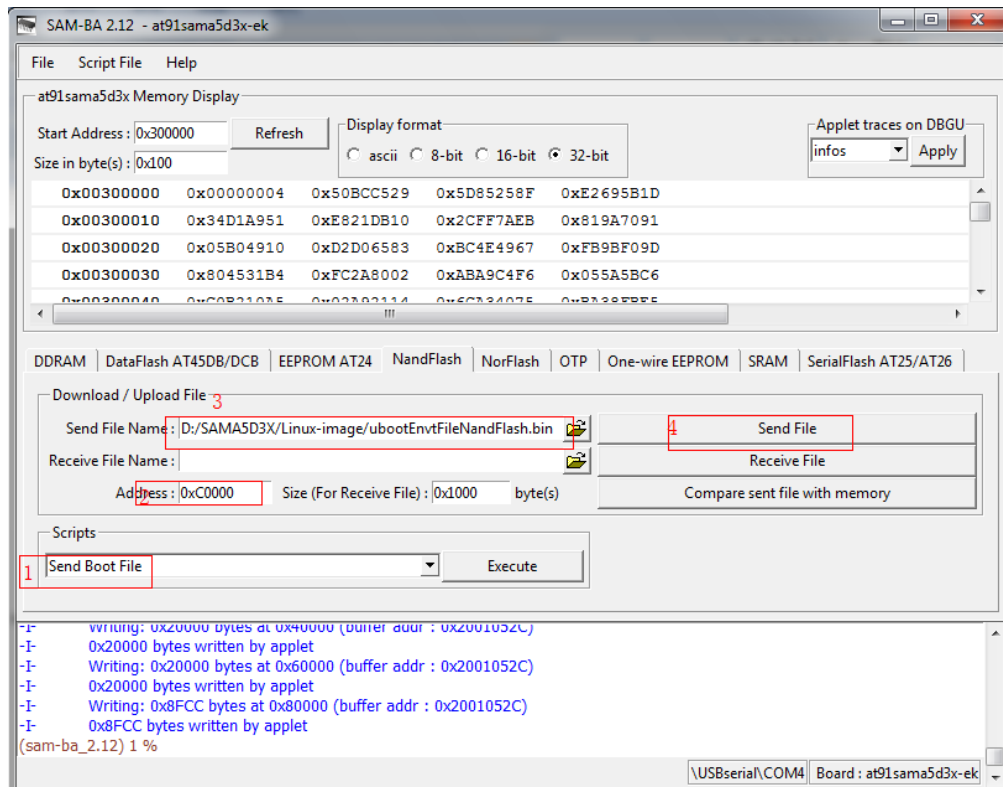 SAM-BA 2.12 - at91sama5d3x-ek
File Script File Help
at91sama5d3x Memory Display
Start Address : 0x300000 Refresh Display format Applet traces on DBGU
ascii 8-bit 16-bit 32-bit infos Apply
Size in byte(s) : 0x100
0x00300000 0x00000004 0x50BCC529 0x5D85258F 0xE2695B1D
0x00300010 0x34D1A951 0xE821DB10 0x2CFF7AEB 0x819A7091
0x00300020 0x05B04910 0xD2D06583 0xBC4E4967 0xFB9BF09D
0x00300030 0x804531B4 0xFC2A8002 0xABA9C4F6 0x055A5BC6
DDRAM DataFlash AT45DB/DCB EEPROM AT24 NandFlash NorFlash OTP One-wire EEPROM SRAM SerialFlash AT25/AT26
Download / Upload File 3
Send File Name : D:/SAMA5D3X/Linux-image/ubootEnvtFileNandFlash.bin 4 Send File
Receive File Name : Receive File
Address : 0xC0000 Size (For Receive File) : 0x1000 byte(s) Compare sent file with memory
2
Scripts
1 Send Boot File Execute
-I- Writing: 0x20000 bytes at 0x40000 (buffer addr : 0x2001052C)
-I- 0x20000 bytes written by applet
-I- Writing: 0x20000 bytes at 0x60000 (buffer addr : 0x2001052C)
-I- 0x20000 bytes written by applet
-I- Writing: 0x8FCC bytes at 0x80000 (buffer addr : 0x2001052C)
-I- 0x8FCC bytes written by applet
(sam-ba_2.12) 1 %
\USBserial\COM4 Board : at91sama5d3x-ek